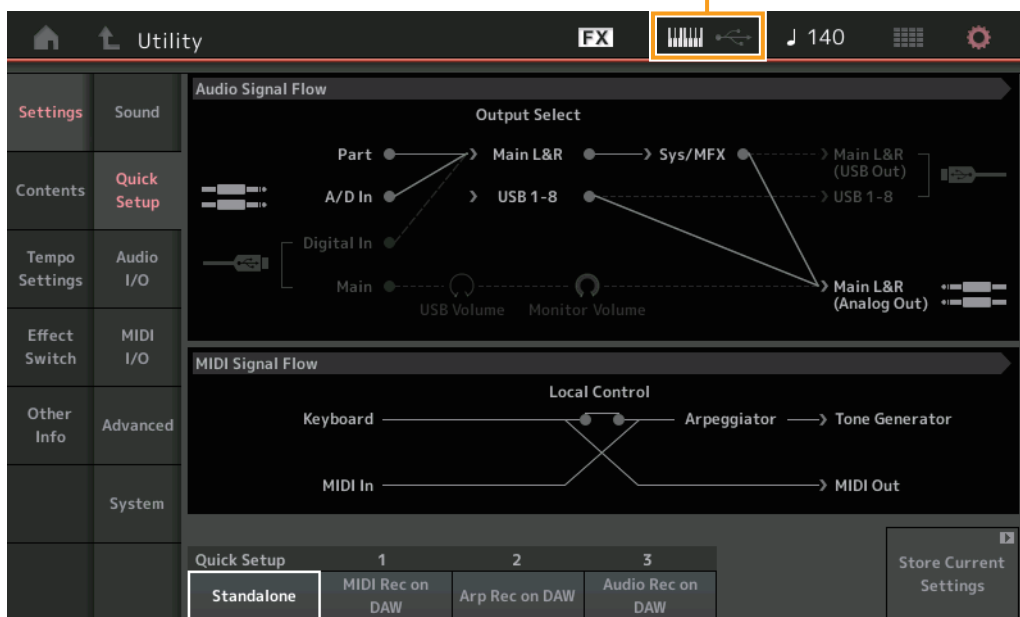 Utility
FX
140
Settings
Sound
Contents
Quick
Setup
Tempo
Settings
Audio
I/O
Effect
Switch
MIDI
I/O
Other
Info
Advanced
System
Audio Signal Flow
Output Select
Part
Main L&R
Sys/MFX
Main L&R
(USB Out)
A/D In
USB 1-8
USB 1-8
Digital In
Main
USB Volume
Monitor Volume
Main L&R
(Analog Out)
MIDI Signal Flow
Local Control
Keyboard
Arpeggiator
Tone Generator
MIDI In
MIDI Out
Quick Setup
1
2
3
Standalone
MIDI Rec on
DAW
Arp Rec on DAW
Audio Rec on
DAW
Store Current
Settings